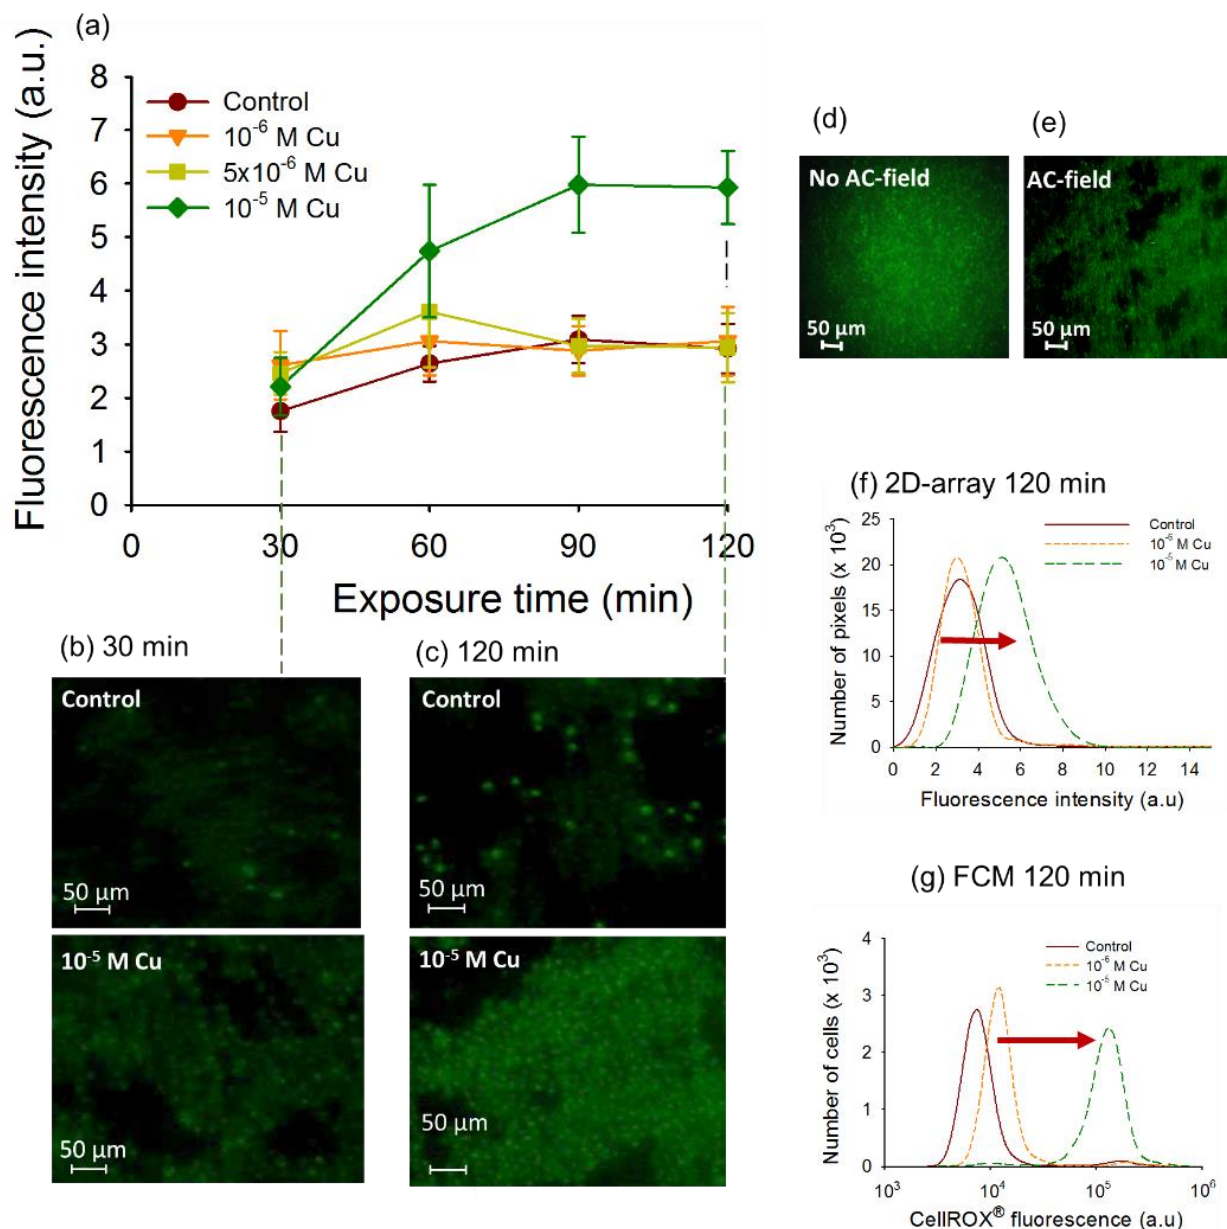 (a)
Fluorescence intensity (a.u.)
8
7
6
5
4
3
2
1
0
Control
10⁻⁶ M Cu
5x10⁻⁶ M Cu
10⁻⁵ M Cu
0 30 60 90 120
Exposure time (min)
(b) 30 min
Control
50 µm
10⁻⁵ M Cu
50 µm
(c) 120 min
Control
50 µm
10⁻⁵ M Cu
50 µm
(d)
No AC-field
50 µm
(e)
AC-field
50 µm
(f) 2D-array 120 min
Number of pixels (x 10³)
25
20
15
10
5
0
Control
10⁻⁶ M Cu
10⁻⁵ M Cu
0 2 4 6 8 10 12 14
Fluorescence intensity (a.u)
(g) FCM 120 min
Number of cells (x 10³)
4
3
2
1
0
Control
10⁻⁶ M Cu
10⁻⁵ M Cu
10³ 10⁴ 10⁵ 10⁶
CellROX® fluorescence (a.u)